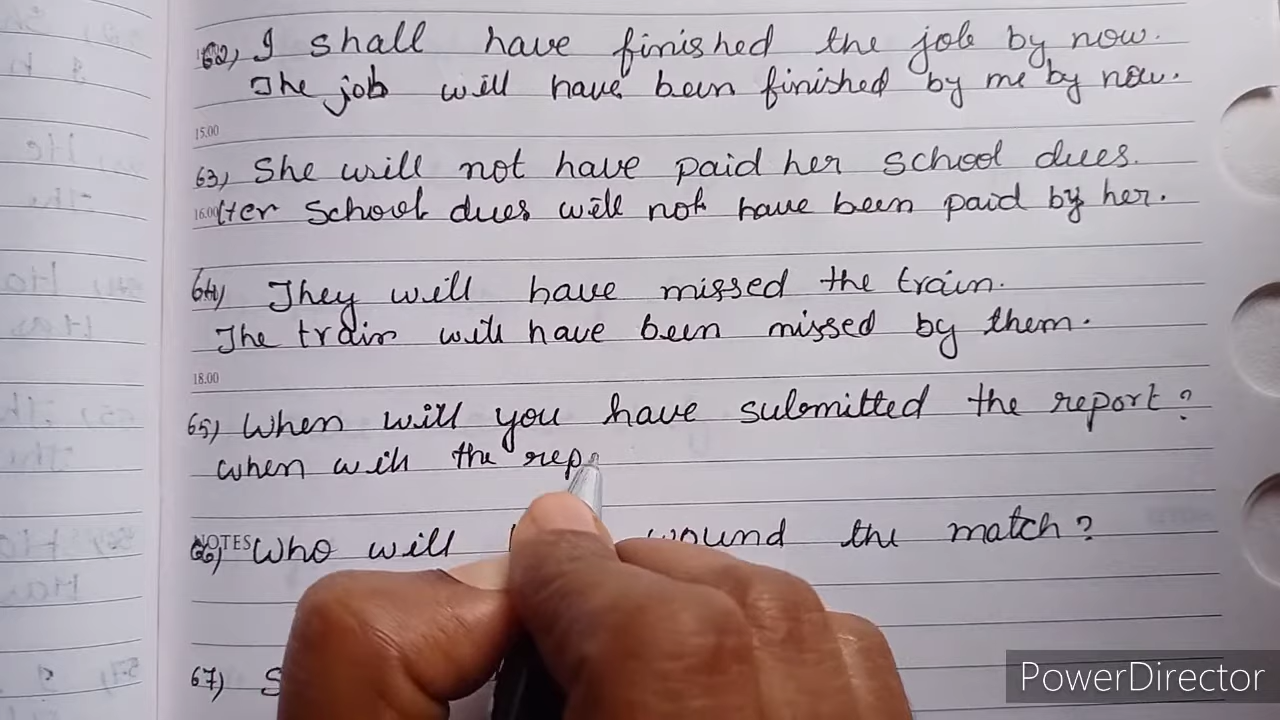 62) I shall have finished the job by now.
The job will have been finished by me by now.
15.00
63) She will not have paid her school dues.
16.00 Her school dues will not have been paid by her.
64) They will have missed the train.
The train will have been missed by them.
18.00
65) When will you have submitted the report?
When will the rep
NOTES
66) Who will wound the match?
67) S
PowerDirector